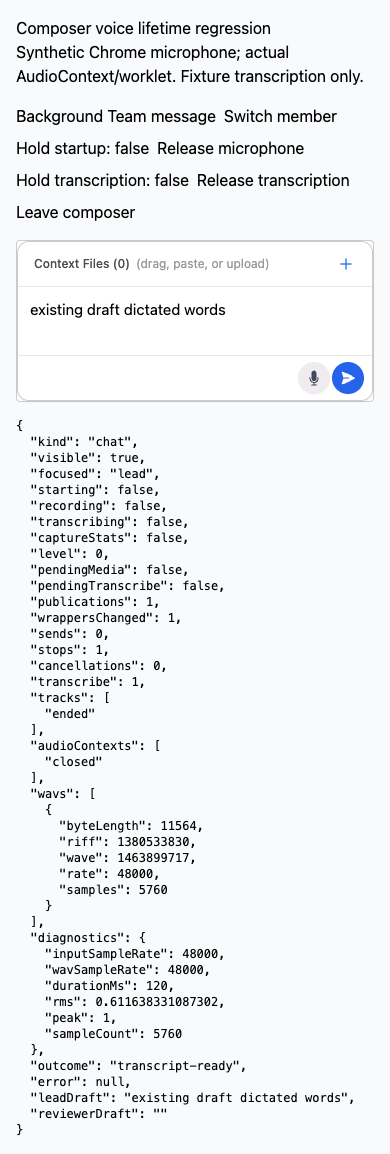 Composer voice lifetime regression
Synthetic Chrome microphone; actual
AudioContext/worklet. Fixture transcription only.
Background Team message  Switch member
Hold startup: false  Release microphone
Hold transcription: false  Release transcription
Leave composer
Context Files (0)  (drag, paste, or upload)
existing draft dictated words
{
  "kind": "chat",
  "visible": true,
  "focused": "lead",
  "starting": false,
  "recording": false,
  "transcribing": false,
  "captureStats": false,
  "level": 0,
  "pendingMedia": false,
  "pendingTranscribe": false,
  "publications": 1,
  "wrappersChanged": 1,
  "sends": 0,
  "stops": 1,
  "cancellations": 0,
  "transcribe": 1,
  "tracks": [
    "ended"
  ],
  "audioContexts": [
    "closed"
  ],
  "wavs": [
    {
      "byteLength": 11564,
      "riff": 1380533830,
      "wave": 1463899717,
      "rate": 48000,
      "samples": 5760
    }
  ],
  "diagnostics": {
    "inputSampleRate": 48000,
    "wavSampleRate": 48000,
    "durationMs": 120,
    "rms": 0.611638331087302,
    "peak": 1,
    "sampleCount": 5760
  },
  "outcome": "transcript-ready",
  "error": null,
  "leadDraft": "existing draft dictated words",
  "reviewerDraft": ""
}